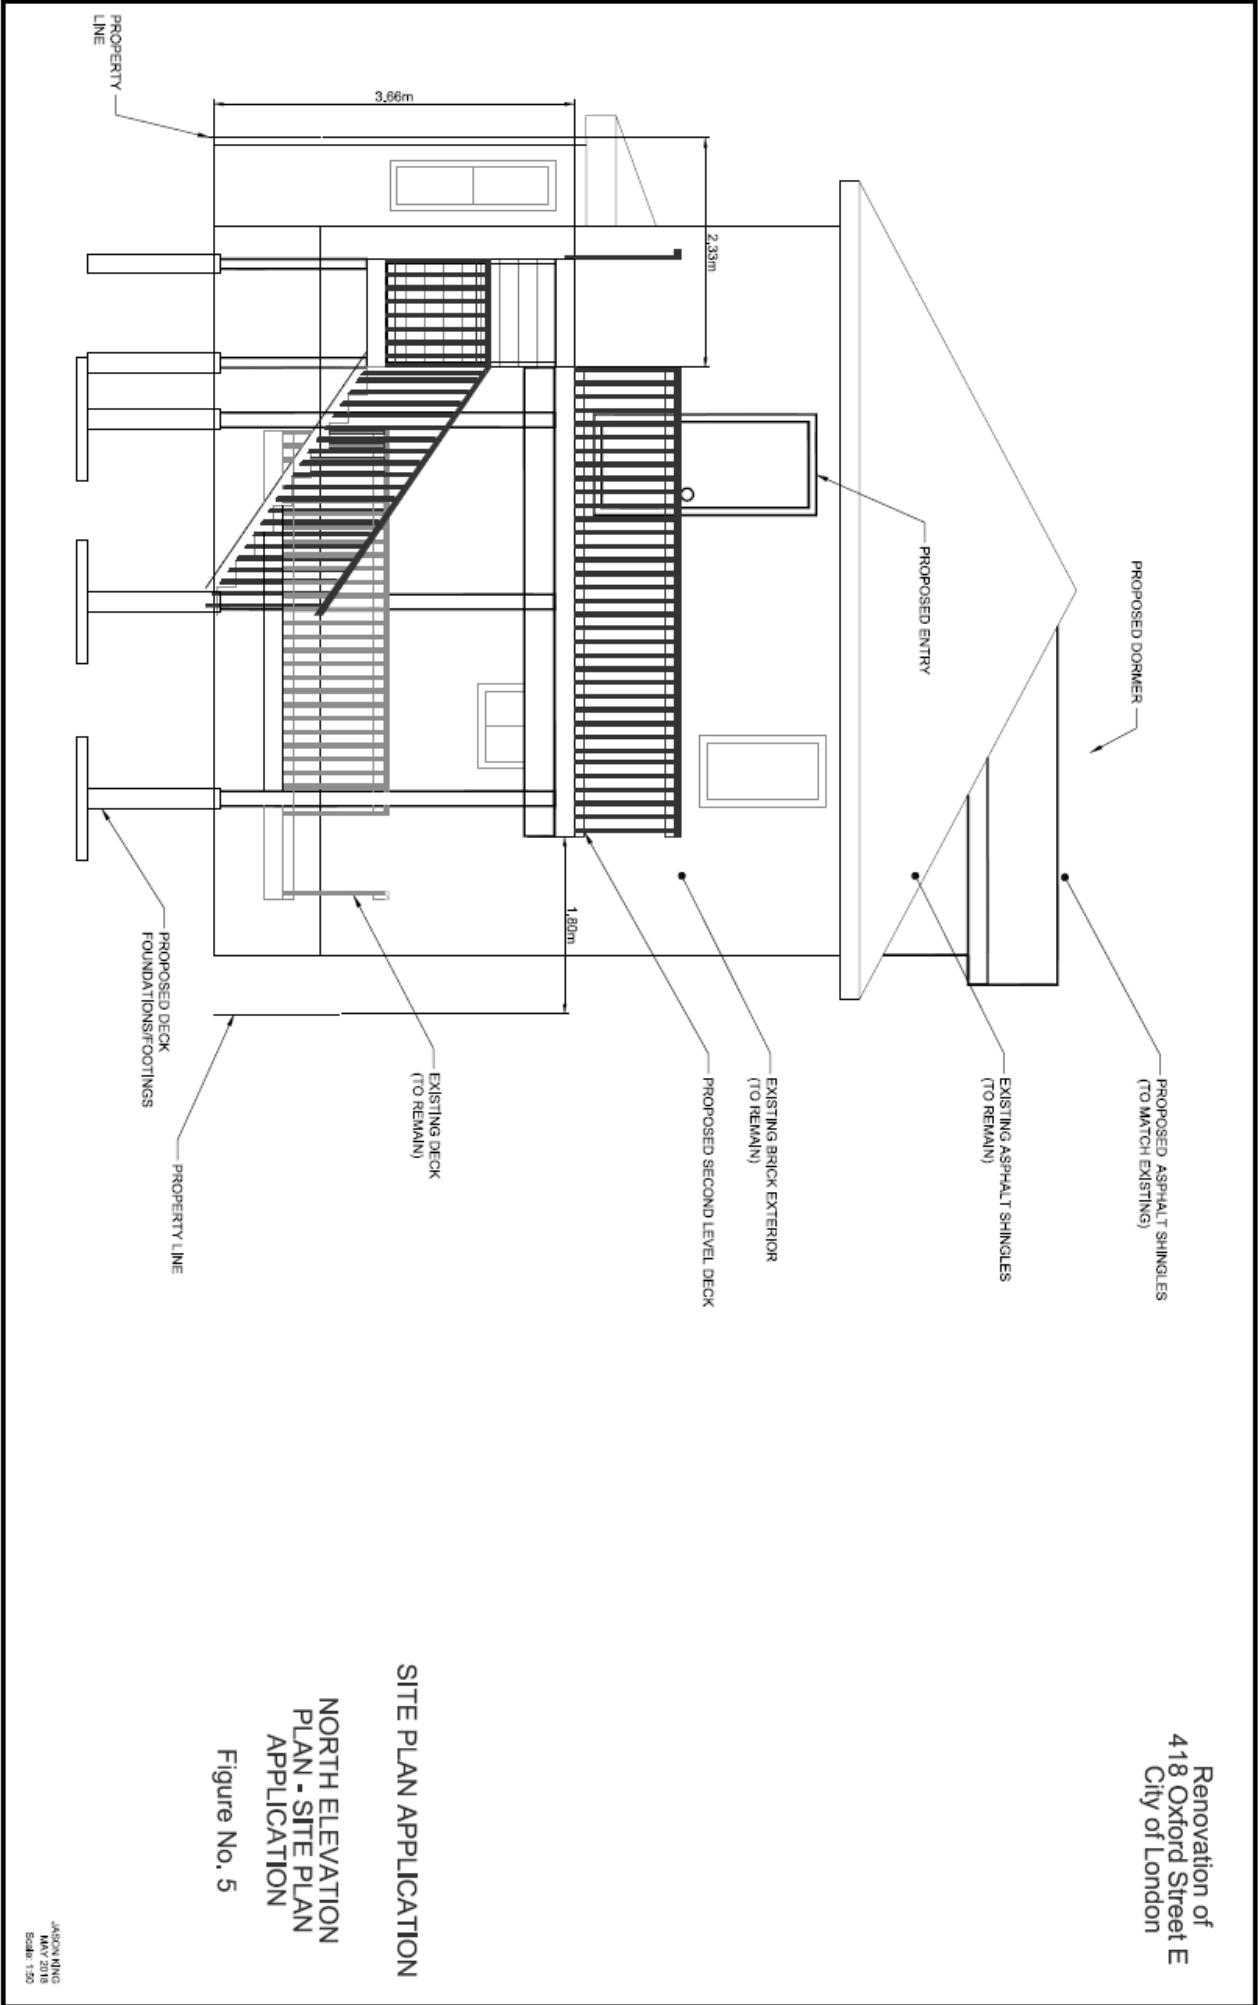 Renovation of
418 Oxford Street E
City of London
PROPOSED DORMER
PROPOSED ASPHALT SHINGLES
(TO MATCH EXISTING)
EXISTING ASPHALT SHINGLES
(TO REMAIN)
PROPOSED ENTRY
EXISTING BRICK EXTERIOR
(TO REMAIN)
PROPOSED SECOND LEVEL DECK
2.33m
1.80m
3.66m
EXISTING DECK
(TO REMAIN)
PROPERTY
LINE
PROPERTY LINE
PROPOSED DECK
FOUNDATIONS/FOOTINGS
SITE PLAN APPLICATION
NORTH ELEVATION
PLAN - SITE PLAN
APPLICATION
Figure No. 5
JASON KING
MAY 2018
Scale: 1:50